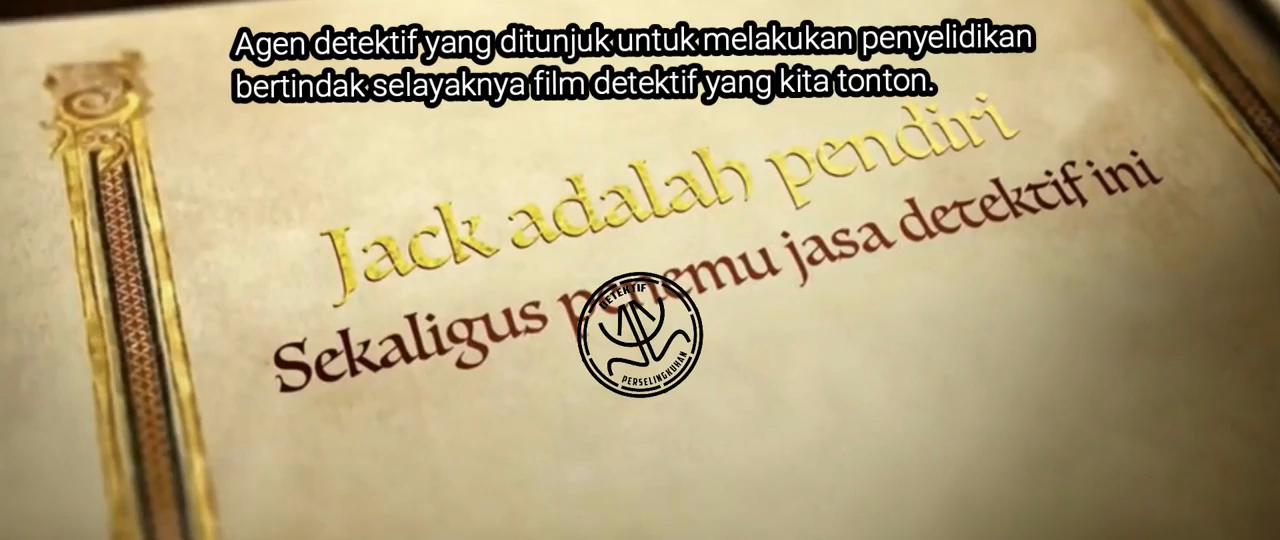 Agen detektif yang ditunjuk untuk melakukan penyelidikan
bertindak selayaknya film detektif yang kita tonton.
Jack adalah pendiri
Sekaligus penemu jasa detektif ini
DETEKTIF
PERSELINGKUHAN